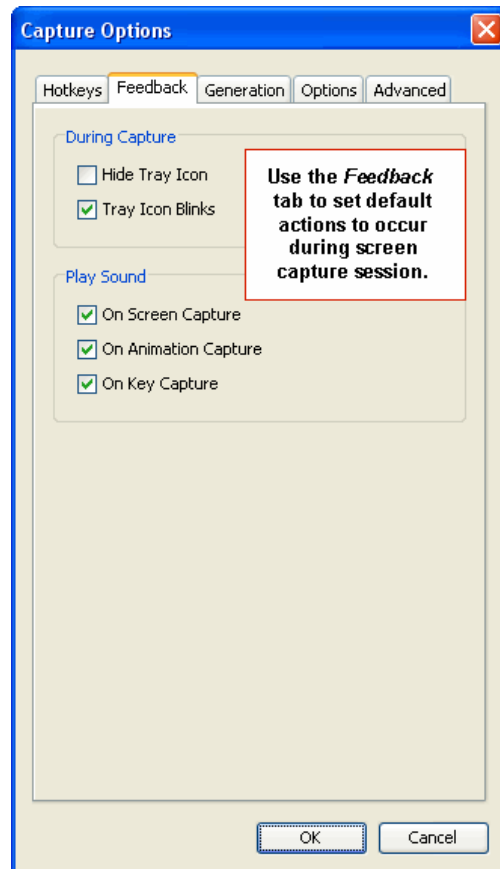 Capture Options
Hotkeys Feedback Generation Options Advanced
During Capture
Hide Tray Icon
Tray Icon Blinks
Use the Feedback
tab to set default
actions to occur
during screen
capture session.
Play Sound
On Screen Capture
On Animation Capture
On Key Capture
OK Cancel